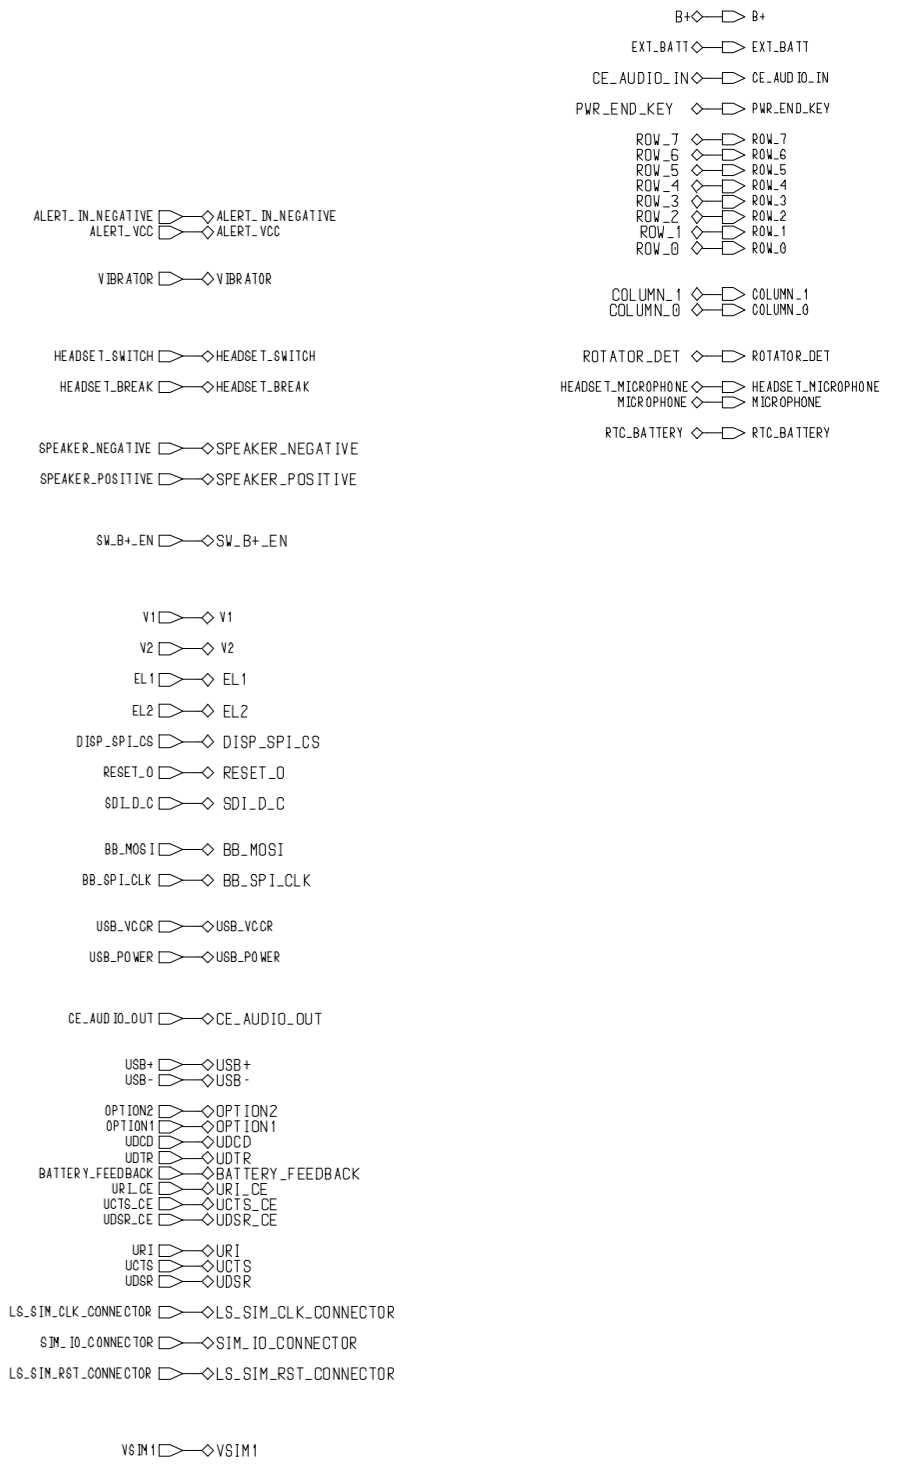 B+ B+
EXT_BATT EXT_BATT
CE_AUDIO_IN CE_AUDIO_IN
PWR_END_KEY PWR_END_KEY
ROW_7 ROW_7
ROW_6 ROW_6
ROW_5 ROW_5
ROW_4 ROW_4
ROW_3 ROW_3
ROW_2 ROW_2
ROW_1 ROW_1
ROW_0 ROW_0
COLUMN_1 COLUMN_1
COLUMN_0 COLUMN_0
ROTATOR_DET ROTATOR_DET
HEADSET_MICROPHONE HEADSET_MICROPHONE
MICROPHONE MICROPHONE
RTC_BATTERY RTC_BATTERY
ALERT_IN_NEGATIVE ALERT_IN_NEGATIVE
ALERT_VCC ALERT_VCC
VIBRATOR VIBRATOR
HEADSET_SWITCH HEADSET_SWITCH
HEADSET_BREAK HEADSET_BREAK
SPEAKER_NEGATIVE SPEAKER_NEGATIVE
SPEAKER_POSITIVE SPEAKER_POSITIVE
SW_B+_EN SW_B+_EN
V1 V1
V2 V2
EL1 EL1
EL2 EL2
DISP_SPI_CS DISP_SPI_CS
RESET_O RESET_O
SDI_D_C SDI_D_C
BB_MOSI BB_MOSI
BB_SPI_CLK BB_SPI_CLK
USB_VCCR USB_VCCR
USB_POWER USB_POWER
CE_AUDIO_OUT CE_AUDIO_OUT
USB+ USB+
USB- USB-
OPTION2 OPTION2
OPTION1 OPTION1
UDCD UDCD
UDTR UDTR
BATTERY_FEEDBACK BATTERY_FEEDBACK
URI_CE URI_CE
UCTS_CE UCTS_CE
UDSR_CE UDSR_CE
URI URI
UCTS UCTS
UDSR UDSR
LS_SIM_CLK_CONNECTOR LS_SIM_CLK_CONNECTOR
SIM_IO_CONNECTOR SIM_IO_CONNECTOR
LS_SIM_RST_CONNECTOR LS_SIM_RST_CONNECTOR
VSIM1 VSIM1